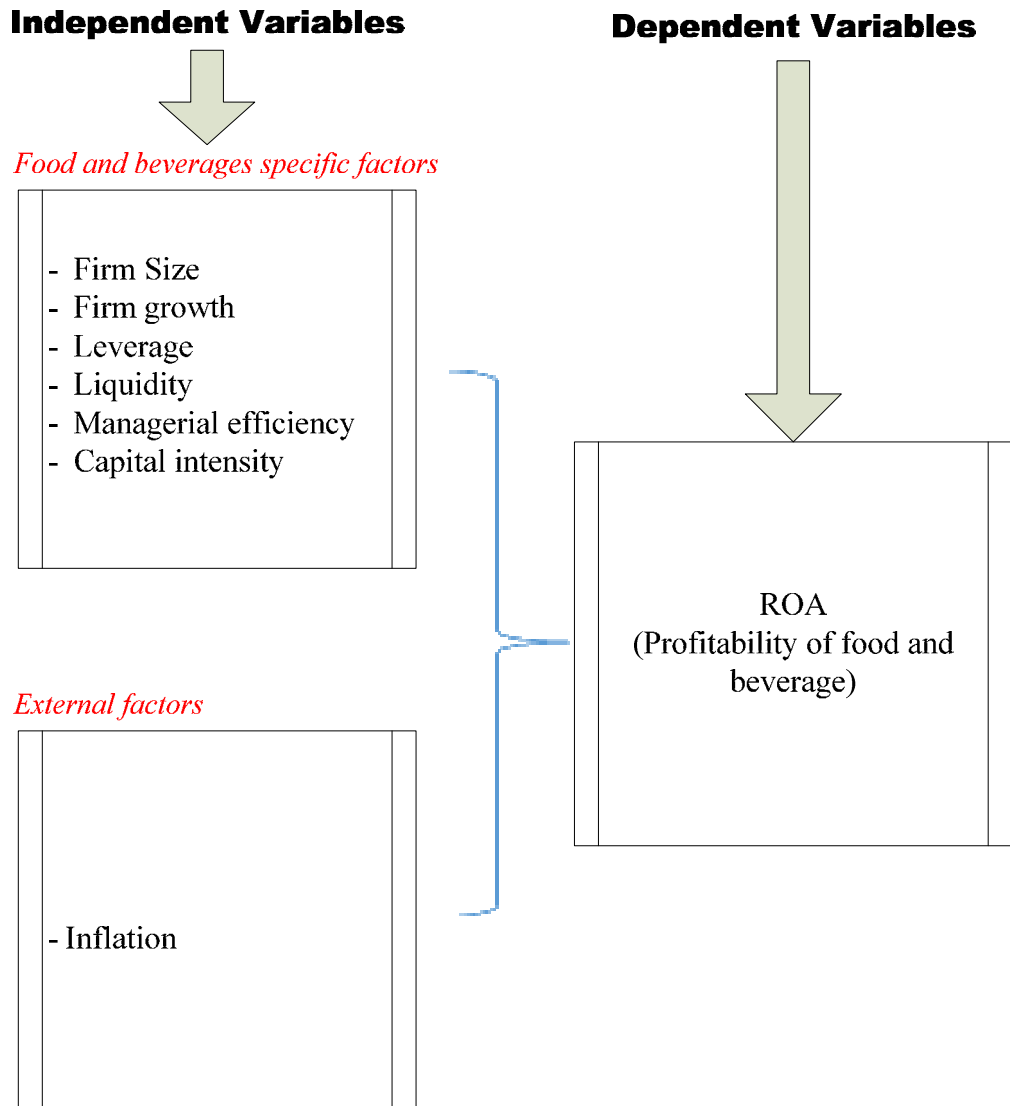 Independent Variables
Dependent Variables
Food and beverages specific factors
- Firm Size
- Firm growth
- Leverage
- Liquidity
- Managerial efficiency
- Capital intensity
ROA
(Profitability of food and
beverage)
External factors
- Inflation